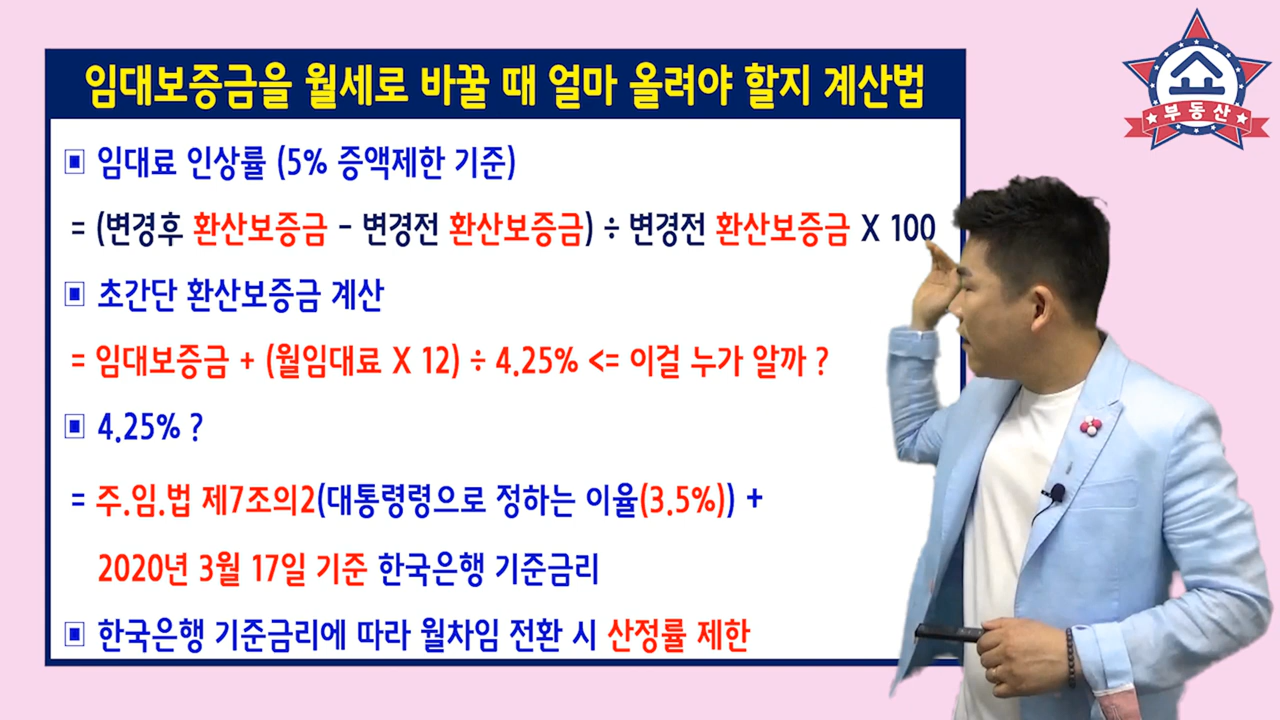 임대보증금을 월세로 바꿀 때 얼마 올려야 할지 계산법
부동산
▣ 임대료 인상률 (5% 증액제한 기준)
= (변경후 환산보증금 - 변경전 환산보증금) ÷ 변경전 환산보증금 X 100
▣ 초간단 환산보증금 계산
= 임대보증금 + (월임대료 X 12) ÷ 4.25% <= 이걸 누가 알까 ?
▣ 4.25% ?
= 주.임.법 제7조의2(대통령령으로 정하는 이율(3.5%)) +
2020년 3월 17일 기준 한국은행 기준금리
▣ 한국은행 기준금리에 따라 월차임 전환 시 산정률 제한